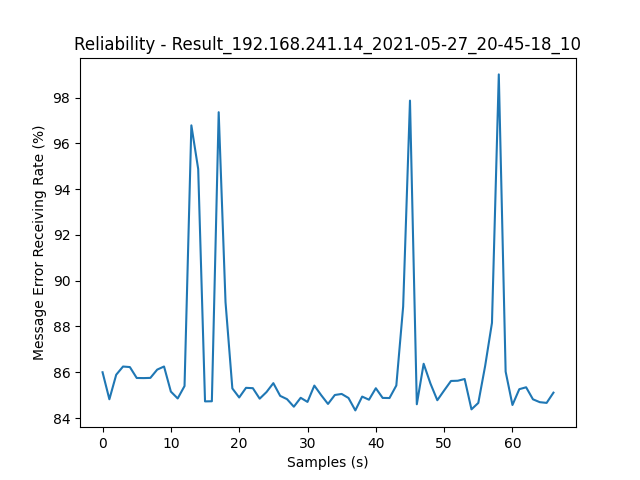 Reliability - Result_192.168.241.14_2021-05-27_20-45-18_10
Message Error Receiving Rate (%)
98
96
94
92
90
88
86
84
0 10 20 30 40 50 60
Samples (s)